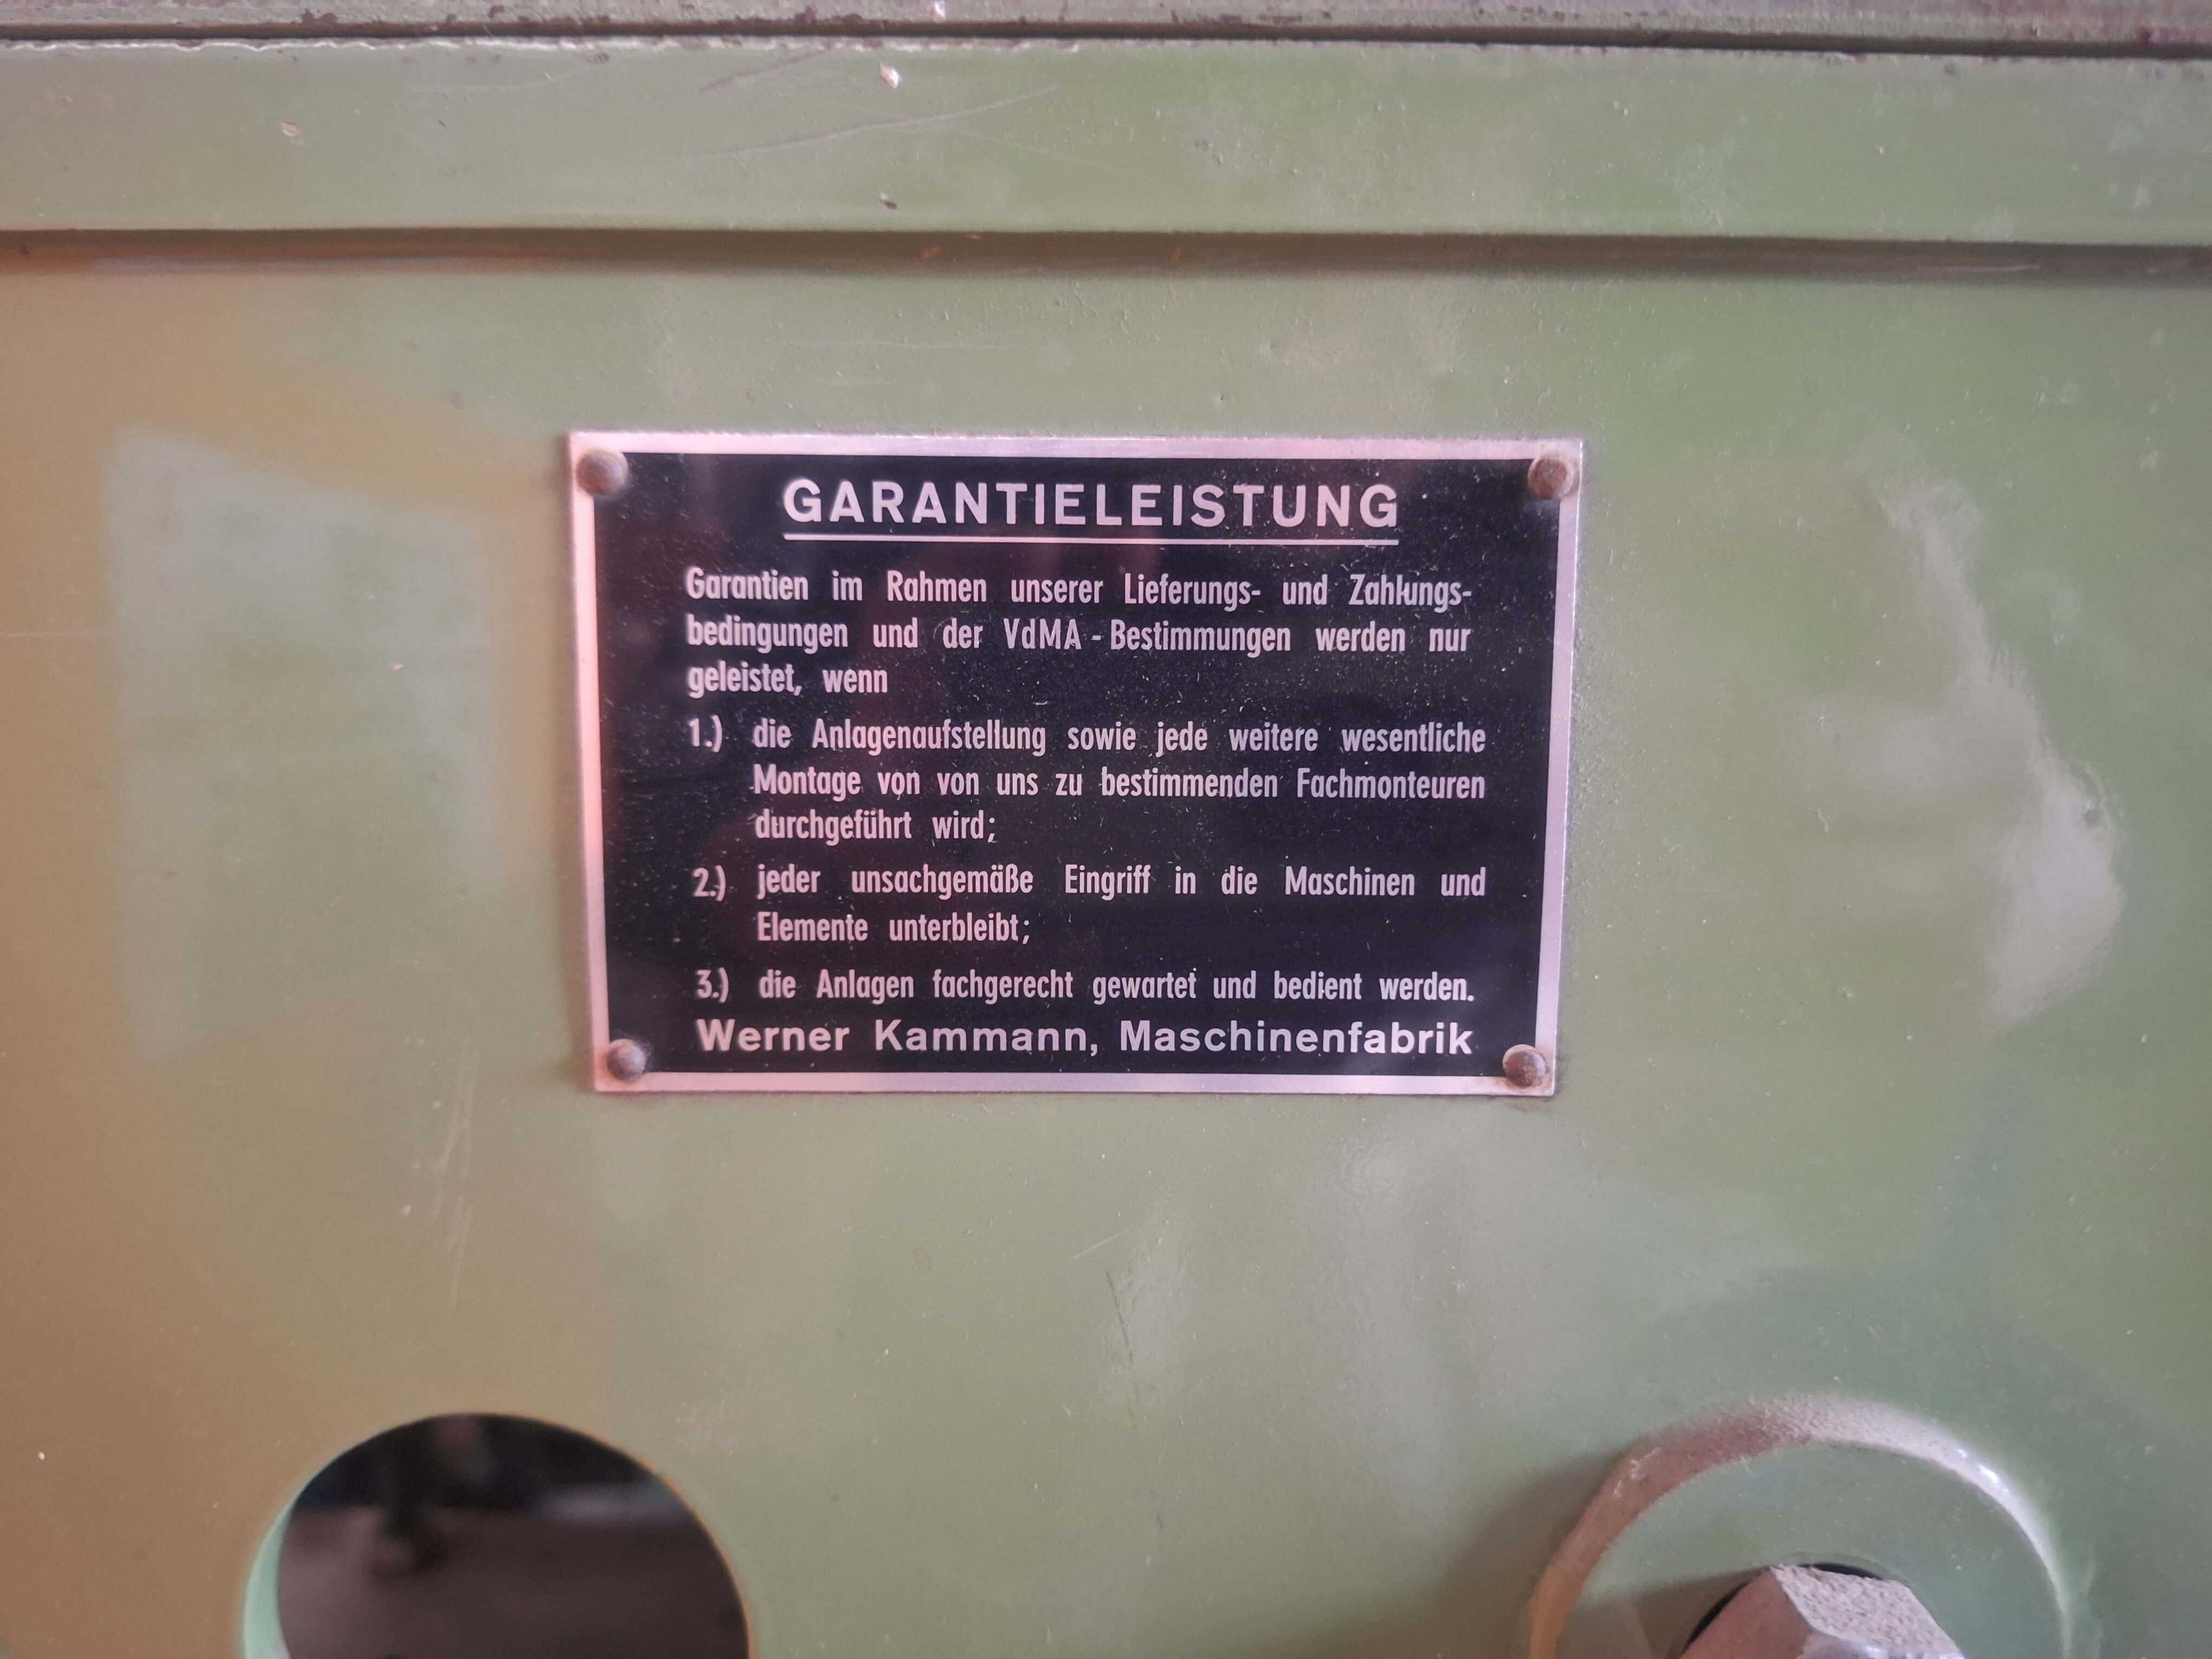 GARANTIELEISTUNG
Garantien im Rahmen unserer Lieferungs- und Zahlungs-
bedingungen und der VdMA - Bestimmungen werden nur
geleistet, wenn
1.) die Anlagenaufstellung sowie jede weitere wesentliche
Montage von von uns zu bestimmenden Fachmonteuren
durchgeführt wird;
2.) jeder unsachgemäße Eingriff in die Maschinen und
Elemente unterbleibt;
3.) die Anlagen fachgerecht gewartet und bedient werden.
Werner Kammann, Maschinenfabrik